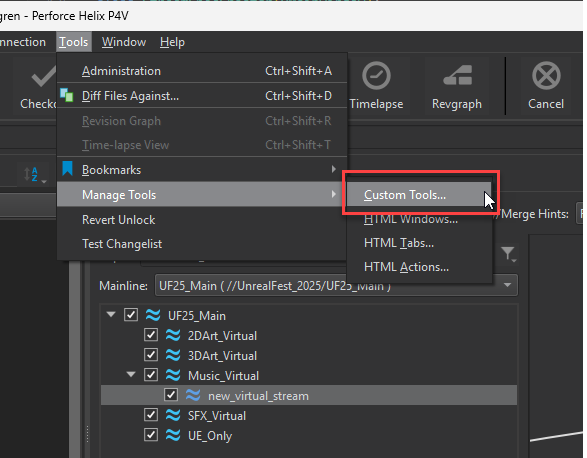 gren - Perforce Helix P4V
nnection Tools Window Help
Administration Ctrl+Shift+A
Diff Files Against... Ctrl+Shift+D
Revision Graph Ctrl+Shift+R
Time-lapse View Ctrl+Shift+T
Bookmarks
Manage Tools
Revert Unlock
Test Changelist
Custom Tools...
HTML Windows...
HTML Tabs...
HTML Actions...
Checko
Timelapse
Revgraph
Cancel
/Merge Hints:
Mainline: UF25_Main ( //UnrealFest_2025/UF25_Main )
UF25_Main
2DArt_Virtual
3DArt_Virtual
Music_Virtual
new_virtual_stream
SFX_Virtual
UE_Only